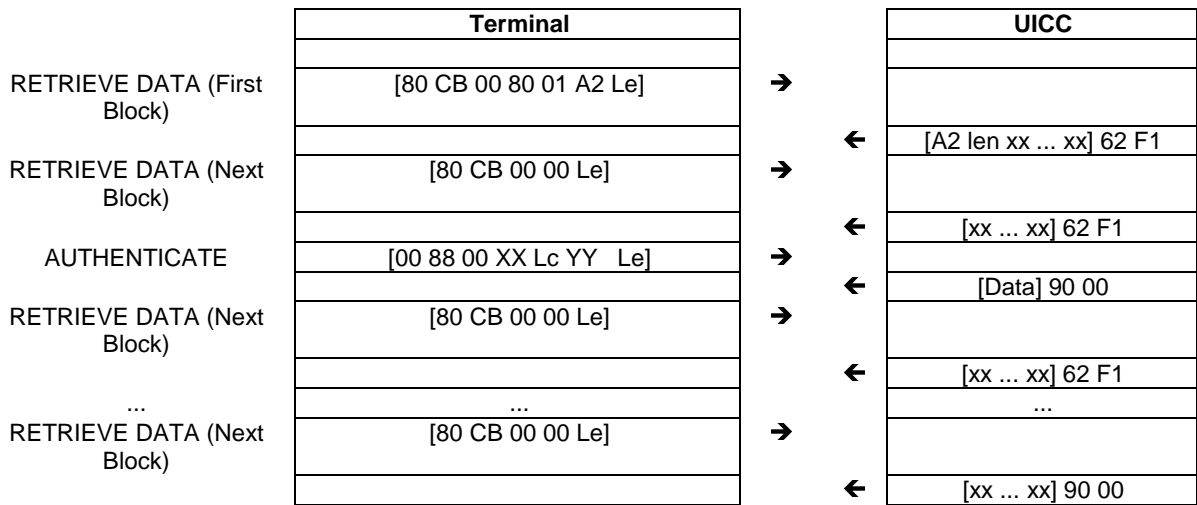 Terminal UICC
RETRIEVE DATA (First
Block)
[80 CB 00 80 01 A2 Le] ➔
🡸 [A2 len xx ... xx] 62 F1
RETRIEVE DATA (Next
Block)
[80 CB 00 00 Le] ➔
🡸 [xx ... xx] 62 F1
AUTHENTICATE [00 88 00 XX Lc YY Le] ➔
🡸 [Data] 90 00
RETRIEVE DATA (Next
Block)
[80 CB 00 00 Le] ➔
🡸 [xx ... xx] 62 F1
... ... ...
RETRIEVE DATA (Next
Block)
[80 CB 00 00 Le] ➔
🡸 [xx ... xx] 90 00